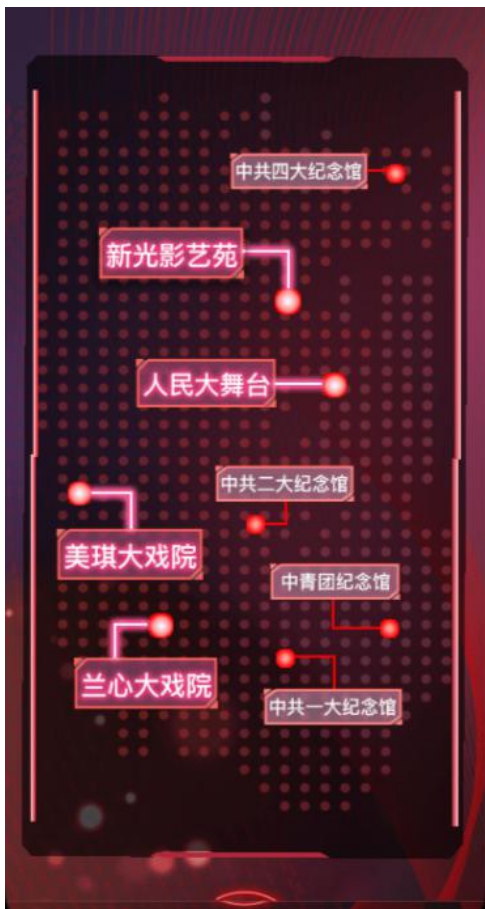 中共四大纪念馆
新光影艺苑
人民大舞台
中共二大纪念馆
美琪大戏院
中青团纪念馆
兰心大戏院
中共一大纪念馆